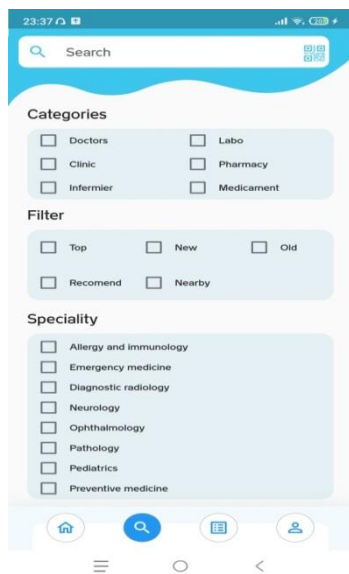 23:37
Search
Categories
Doctors Labo
Clinic Pharmacy
Infermier Medicament
Filter
Top New Old
Recomend Nearby
Speciality
Allergy and immunology
Emergency medicine
Diagnostic radiology
Neurology
Ophthalmology
Pathology
Pediatrics
Preventive medicine